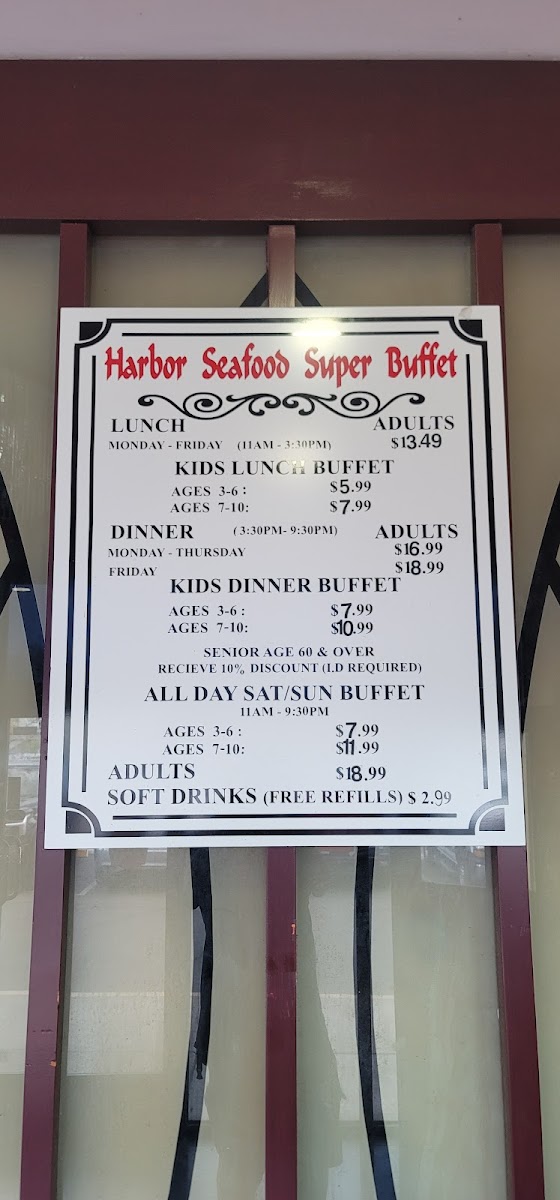 Harbor Seafood Super Buffet
LUNCH ADULTS
MONDAY - FRIDAY (11AM - 3:30PM) $13.49
KIDS LUNCH BUFFET
AGES 3-6 : $5.99
AGES 7-10: $7.99
DINNER (3:30PM- 9:30PM) ADULTS
MONDAY - THURSDAY $16.99
FRIDAY $18.99
KIDS DINNER BUFFET
AGES 3-6 : $7.99
AGES 7-10: $10.99
SENIOR AGE 60 & OVER
RECIEVE 10% DISCOUNT (I.D REQUIRED)
ALL DAY SAT/SUN BUFFET
11AM - 9:30PM
AGES 3-6 : $7.99
AGES 7-10: $11.99
ADULTS $18.99
SOFT DRINKS (FREE REFILLS) $ 2.99